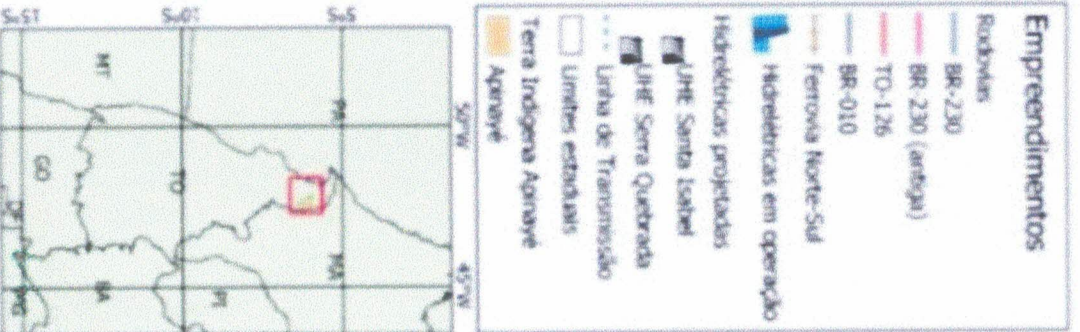 Empreendimentos
Rodovias
BR-230
BR-230 (antiga)
TO-126
BR-010
Ferrovia Norte-Sul
Hidrelétricas em operação
Hidrelétricas projetadas
UHE Santa Isabel
UHE Serra Quebrada
Linha de Transmissão
Limites estaduais
Terra Indígena Apinayé
Apinayé
50°W
45°W
5°S
10°S
15°S
PA
MA
TO
PI
MT
GO
BA
DF
MG